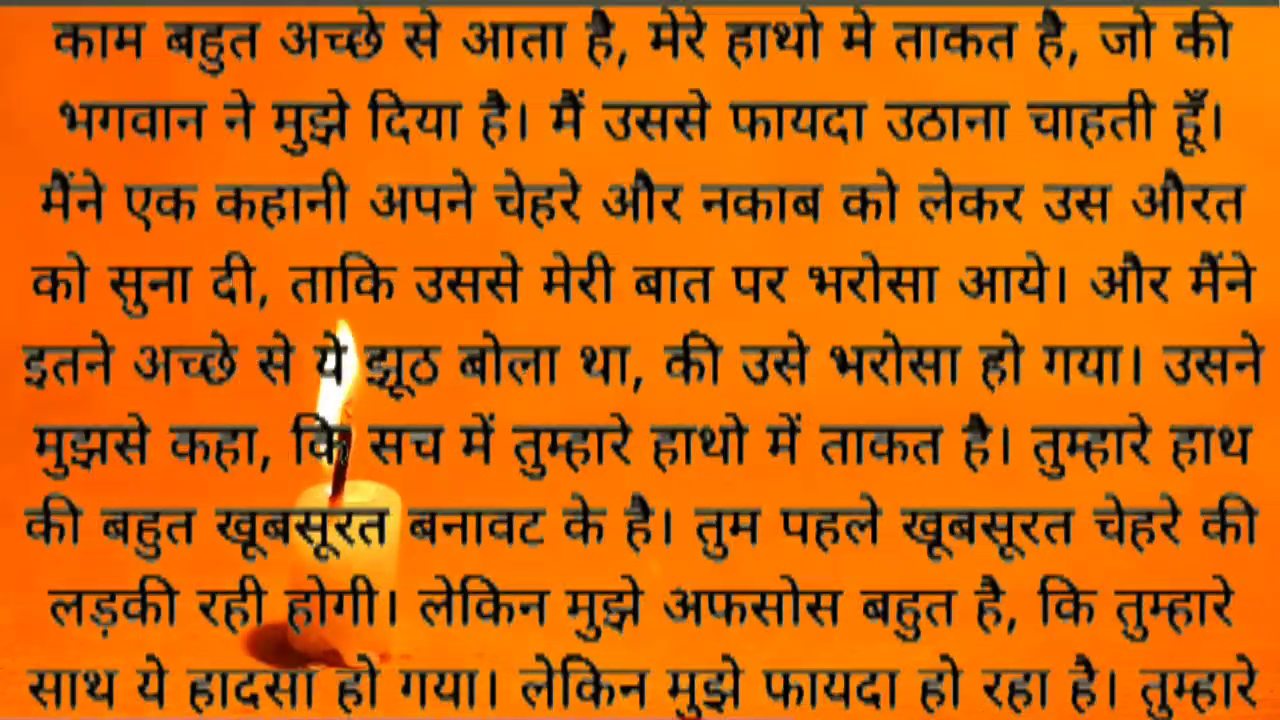 काम बहुत अच्छे से आता है, मेरे हाथो मे ताकत है, जो की
भगवान ने मुझे दिया है। मैं उससे फायदा उठाना चाहती हूँ।
मैंने एक कहानी अपने चेहरे और नकाब को लेकर उस औरत
को सुना दी, ताकि उससे मेरी बात पर भरोसा आये। और मैंने
इतने अच्छे से ये झूठ बोला था, की उसे भरोसा हो गया। उसने
मुझसे कहा, कि सच में तुम्हारे हाथो में ताकत है। तुम्हारे हाथ
की बहुत खूबसूरत बनावट के है। तुम पहले खूबसूरत चेहरे की
लड़की रही होगी। लेकिन मुझे अफसोस बहुत है, कि तुम्हारे
साथ ये हादसा हो गया। लेकिन मुझे फायदा हो रहा है। तुम्हारे